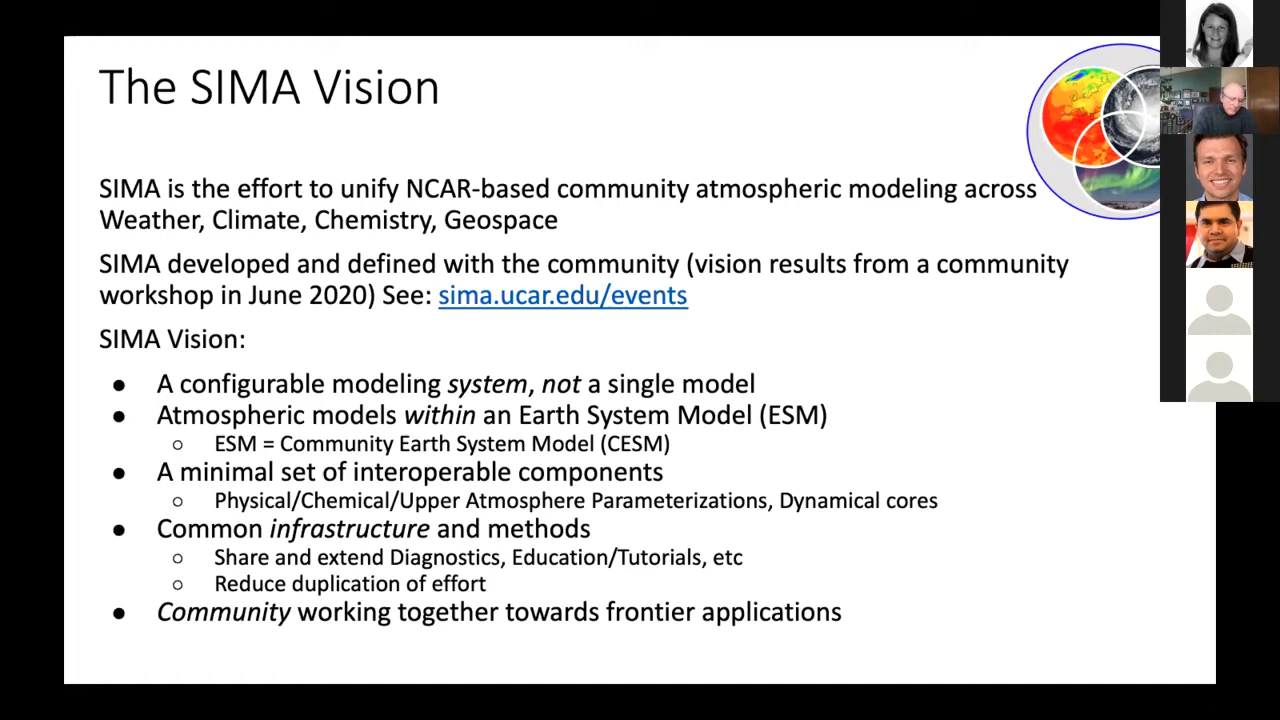 The SIMA Vision
SIMA is the effort to unify NCAR-based community atmospheric modeling across
Weather, Climate, Chemistry, Geospace
SIMA developed and defined with the community (vision results from a community
workshop in June 2020) See: sima.ucar.edu/events
SIMA Vision:
● A configurable modeling system, not a single model
● Atmospheric models within an Earth System Model (ESM)
○ ESM = Community Earth System Model (CESM)
● A minimal set of interoperable components
○ Physical/Chemical/Upper Atmosphere Parameterizations, Dynamical cores
● Common infrastructure and methods
○ Share and extend Diagnostics, Education/Tutorials, etc
○ Reduce duplication of effort
● Community working together towards frontier applications